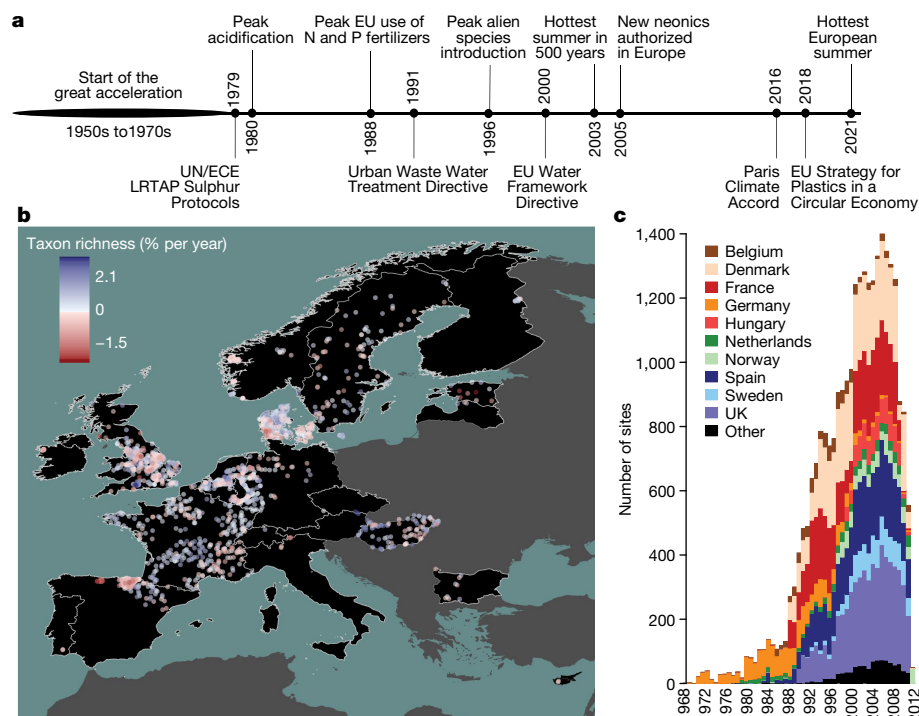 a
Peak
acidification
Peak EU use of
N and P fertilizers
Peak alien
species
introduction
Hottest
summer in
500 years
New neonics
authorized
in Europe
Hottest
European
summer
Start of the
great acceleration
1950s to1970s
1979
1980
1988
1991
1996
2000
2003
2005
2016
2018
2021
UN/ECE
LRTAP Sulphur
Protocols
Urban Waste Water
Treatment Directive
EU Water
Framework
Directive
Paris
Climate
Accord
EU Strategy for
Plastics in a
Circular Economy
b
Taxon richness (% per year)
2.1
0
−1.5
c
1,400
1,200
1,000
800
600
400
200
0
Number of sites
Belgium
Denmark
France
Germany
Hungary
Netherlands
Norway
Spain
Sweden
UK
Other
968
972
976
980
984
988
992
996
000
004
008
012